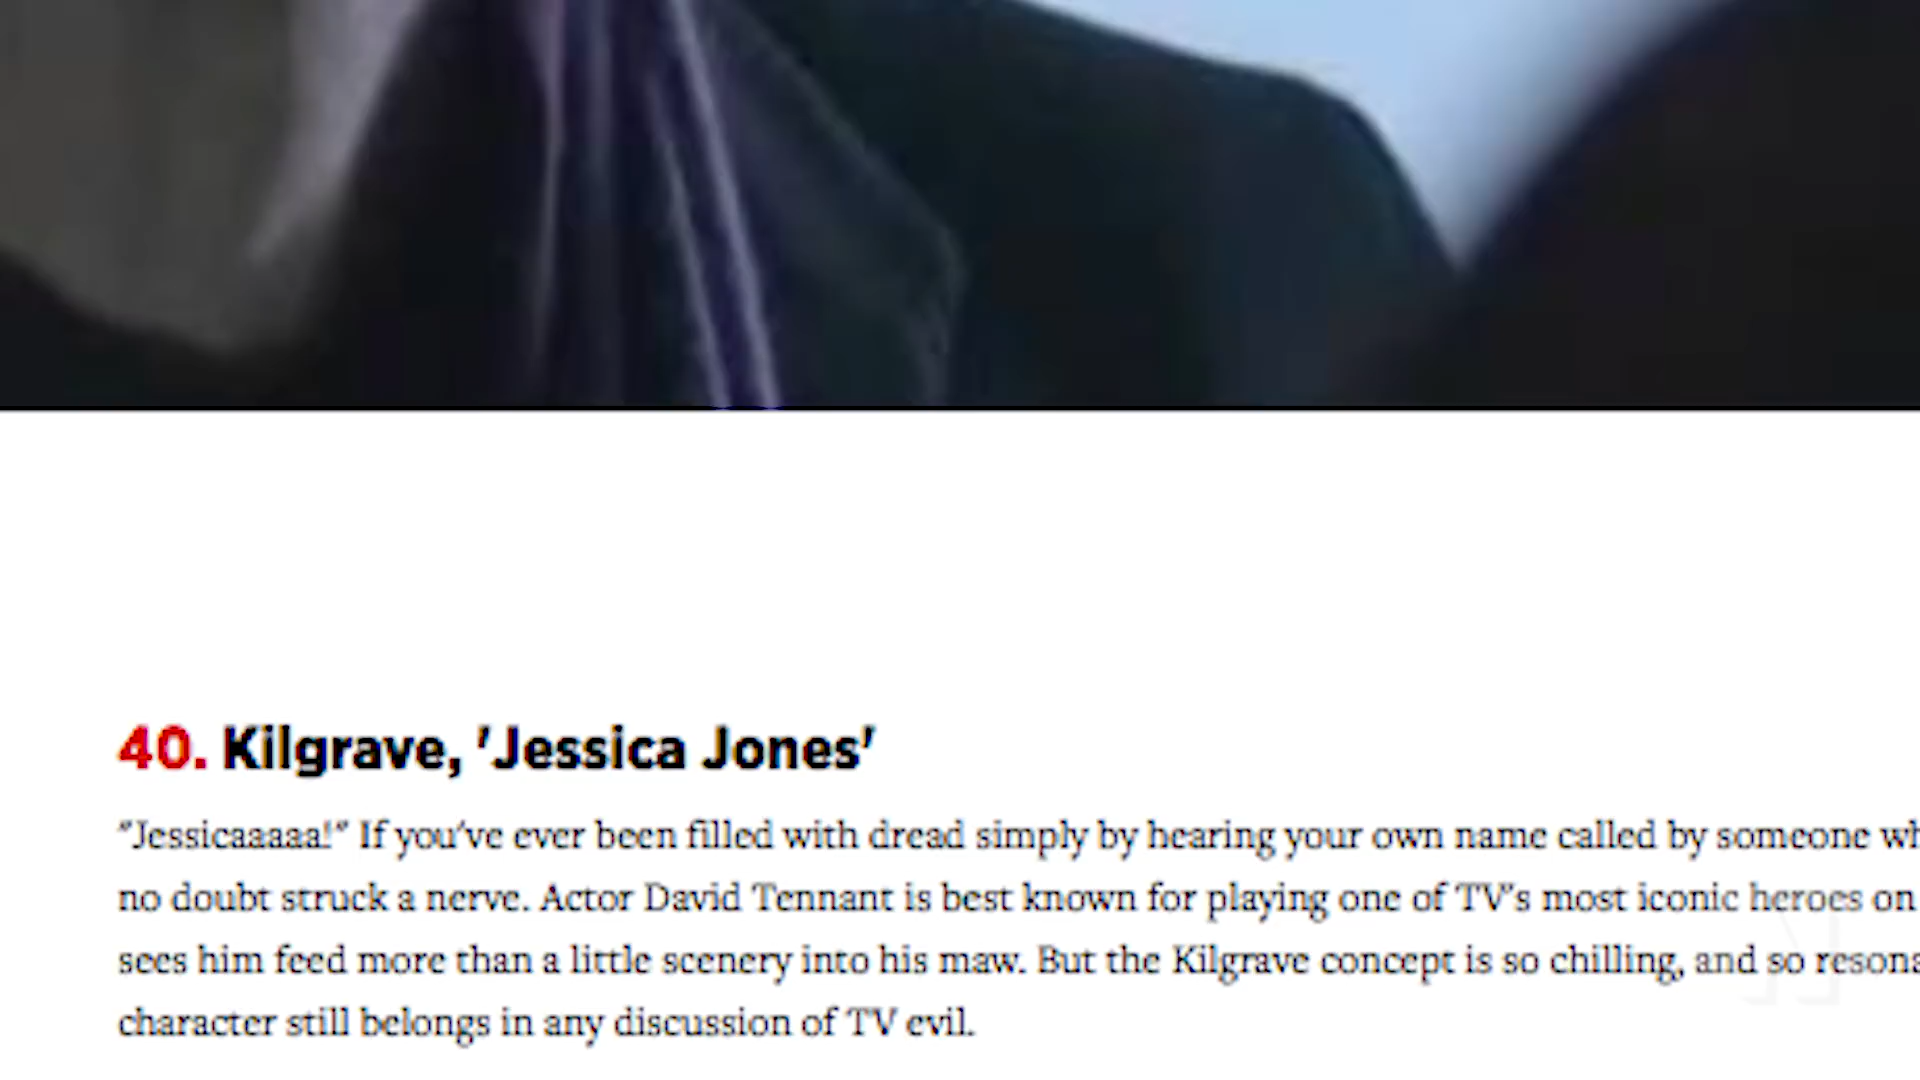 40. Kilgrave, 'Jessica Jones'
"Jessicaaaaa!" If you've ever been filled with dread simply by hearing your own name called by someone
no doubt struck a nerve. Actor David Tennant is best known for playing one of TV's most iconic heroes on
sees him feed more than a little scenery into his maw. But the Kilgrave concept is so chilling, and so
character still belongs in any discussion of TV evil.